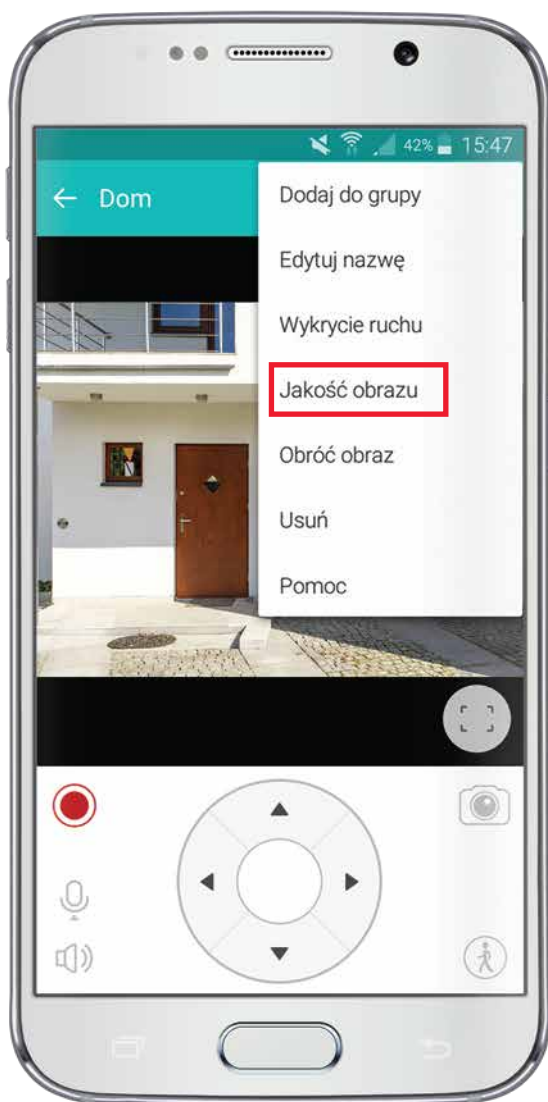 42% 15:47
Dom
Dodaj do grupy
Edytuj nazwę
Wykrycie ruchu
Jakość obrazu
Obróć obraz
Usuń
Pomoc